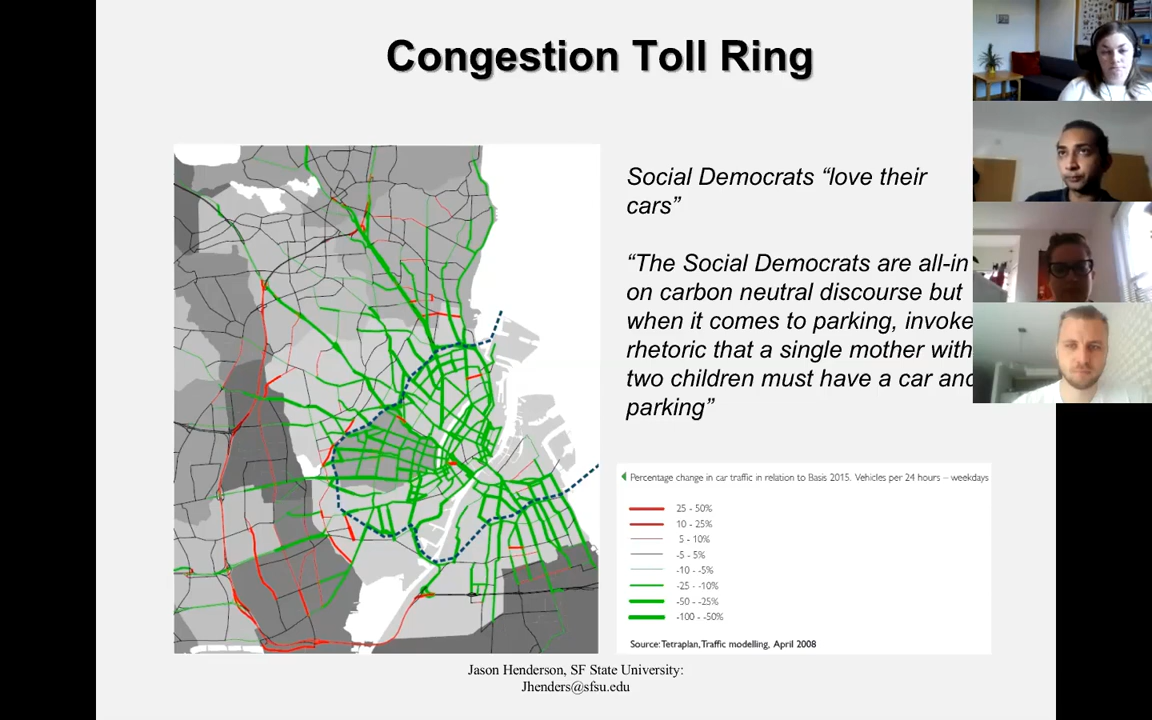 Congestion Toll Ring
Social Democrats “love their
cars”
“The Social Democrats are all-in
on carbon neutral discourse but
when it comes to parking, invoke
rhetoric that a single mother with
two children must have a car and
parking”
Percentage change in car traffic in relation to Basis 2015. Vehicles per 24 hours – weekdays
25 - 50%
10 - 25%
5 - 10%
-5 - 5%
-10 - -5%
-25 - -10%
-50 - -25%
-100 - -50%
Source: Tetraplan, Traffic modelling, April 2008
Jason Henderson, SF State University:
Jhenders@sfsu.edu